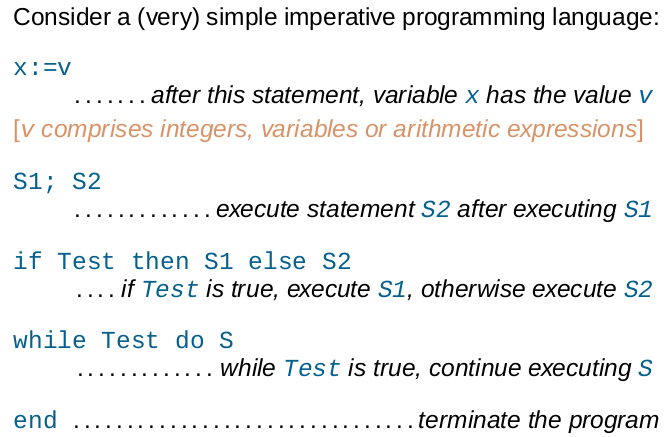 Consider a (very) simple imperative programming language:
x:=v
.......after this statement, variable x has the value v
[v comprises integers, variables or arithmetic expressions]
S1; S2
.............execute statement S2 after executing S1
if Test then S1 else S2
....if Test is true, execute S1, otherwise execute S2
while Test do S
.............while Test is true, continue executing S
end ................................terminate the program